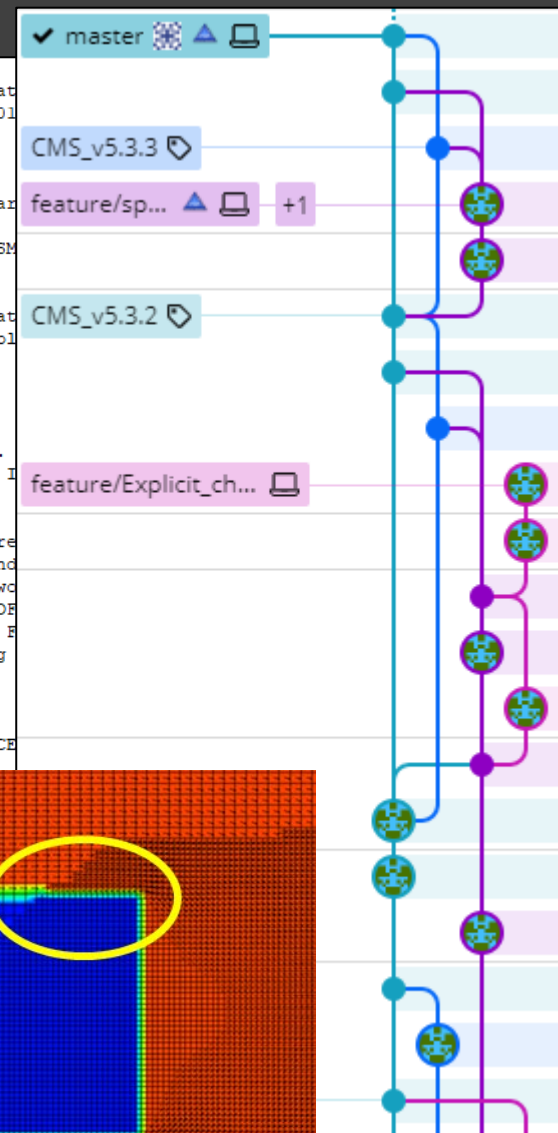 master
CMS_v5.3.3
feature/sp... +1
CMS_v5.3.2
feature/Explicit_ch...